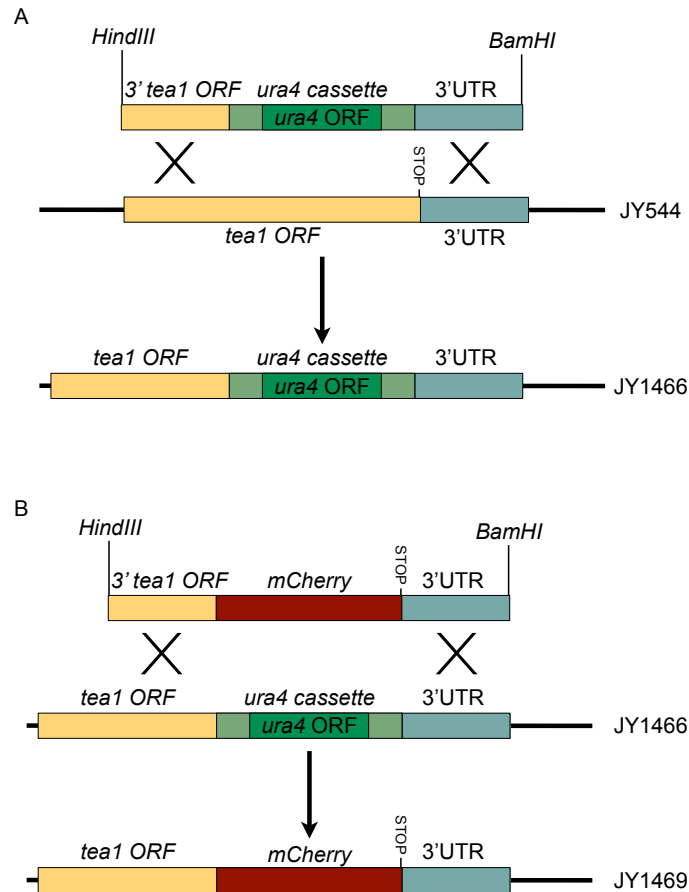 A
HindIII
BamHI
3' tea1 ORF ura4 cassette 3'UTR
ura4 ORF
STOP
JY544
tea1 ORF 3'UTR
tea1 ORF ura4 cassette 3'UTR
ura4 ORF
JY1466
B
HindIII
BamHI
STOP
3' tea1 ORF mCherry 3'UTR
tea1 ORF ura4 cassette 3'UTR
ura4 ORF
JY1466
STOP
tea1 ORF mCherry 3'UTR
JY1469